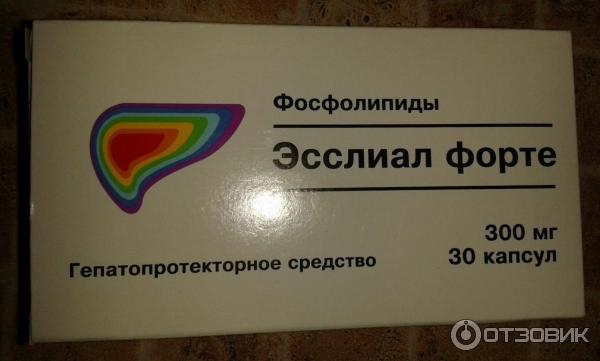 Фосфолипиды
Эсслиал форте
300 мг
30 капсул
Гепатопротекторное средство
ОТЗОВИК